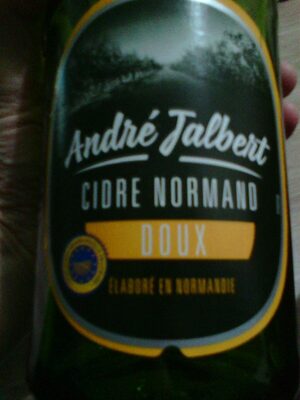 André Jalbert
CIDRE NORMAND
DOUX
ÉLABORÉ EN NORMANDIE